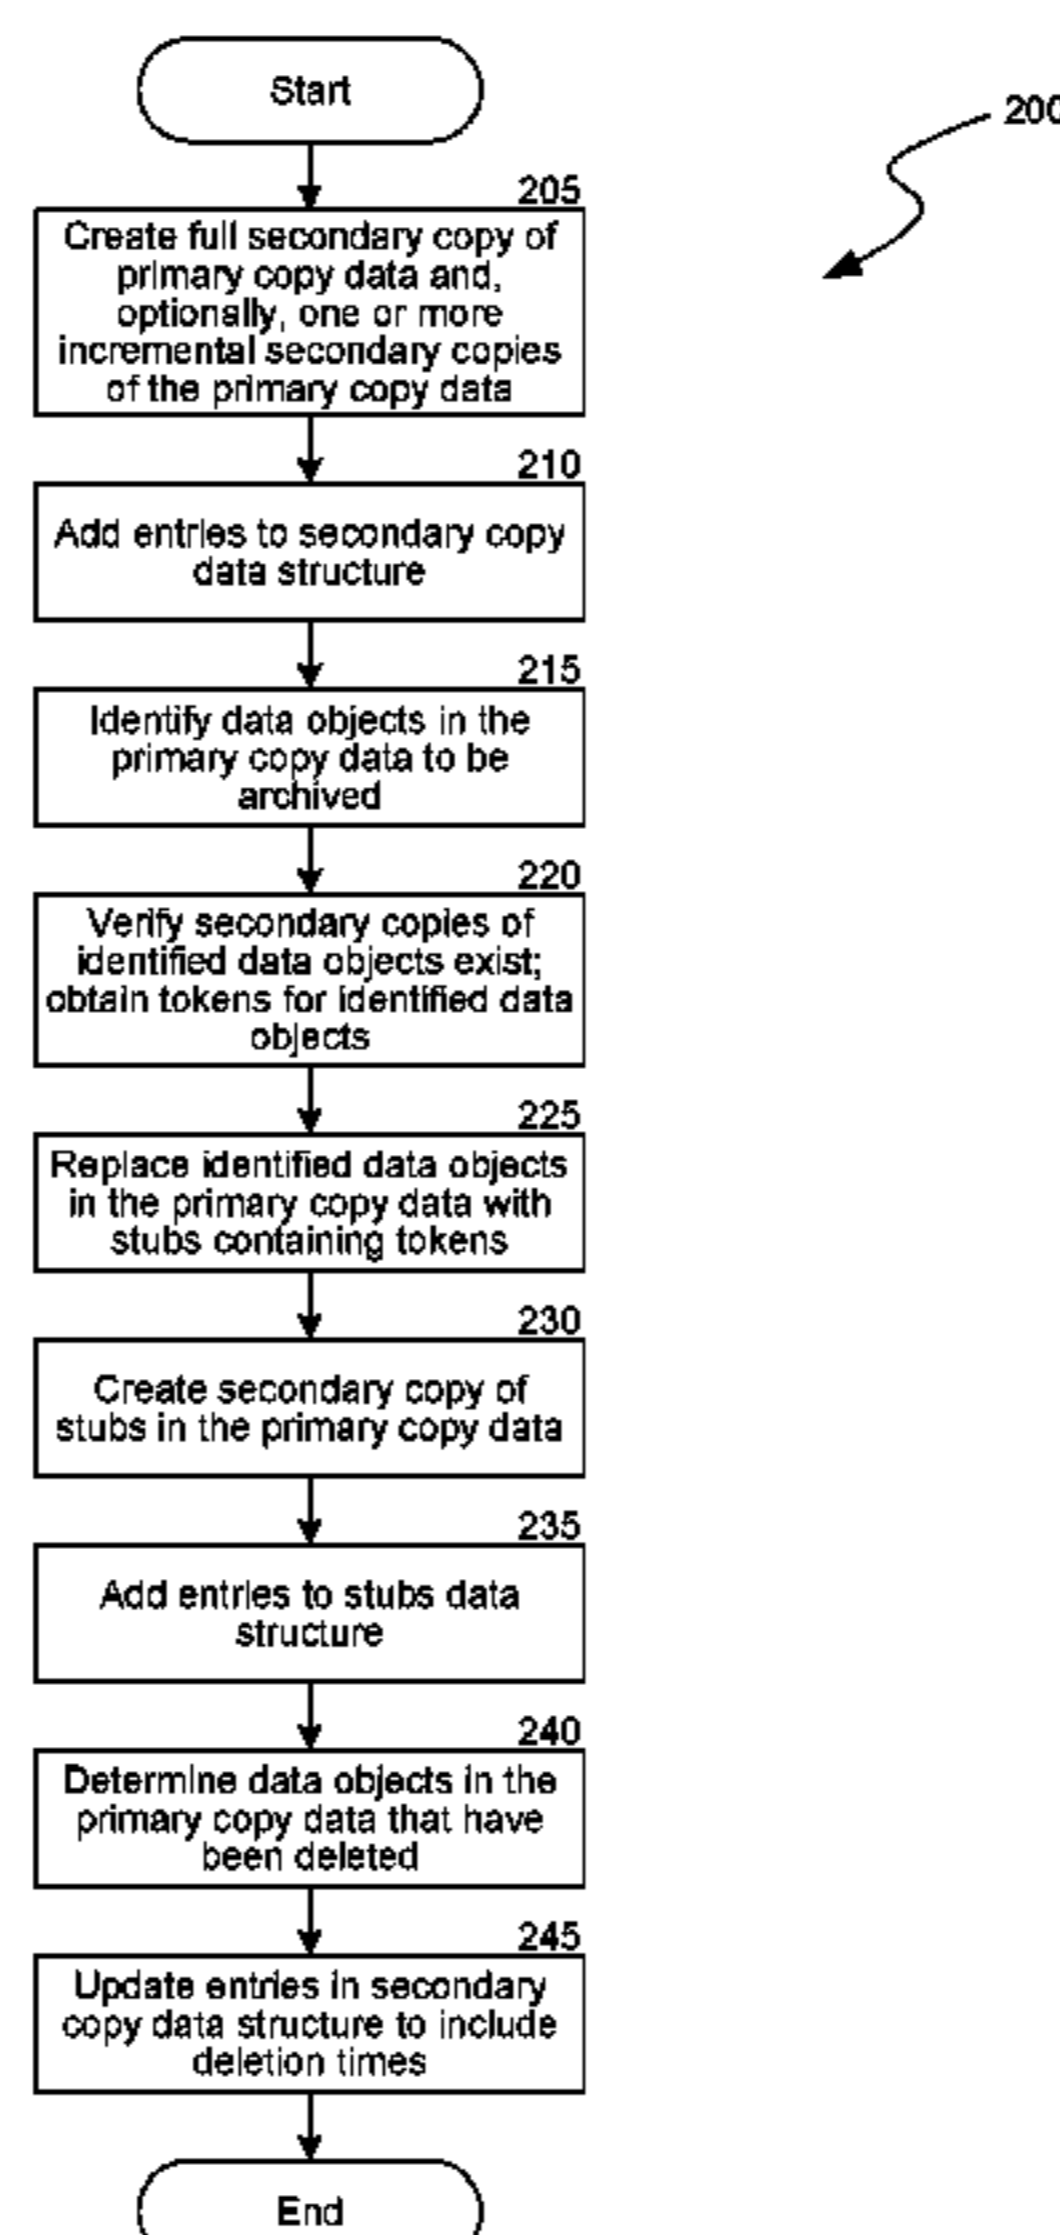 Start
200
205
Create full secondary copy of
primary copy data and,
optionally, one or more
incremental secondary copies
of the primary copy data
210
Add entries to secondary copy
data structure
215
Identify data objects in the
primary copy data to be
archived
220
Verify secondary copies of
identified data objects exist;
obtain tokens for identified data
objects
225
Replace identified data objects
in the primary copy data with
stubs containing tokens
230
Create secondary copy of
stubs in the primary copy data
235
Add entries to stubs data
structure
240
Determine data objects in the
primary copy data that have
been deleted
245
Update entries in secondary
copy data structure to include
deletion times
End